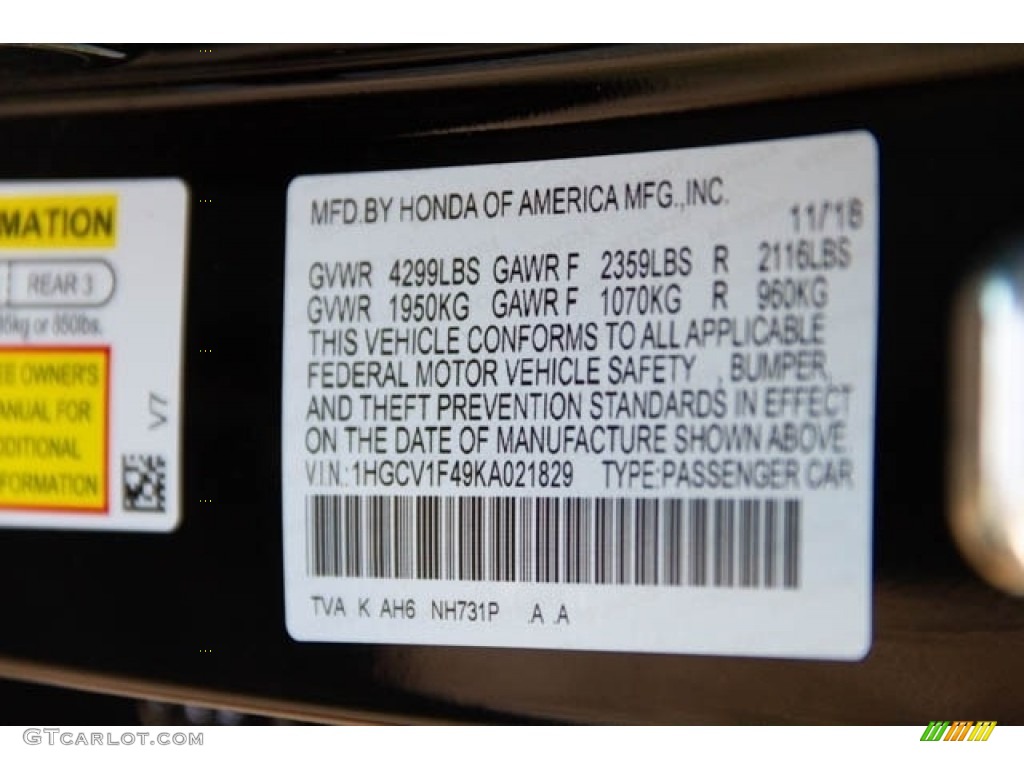 MATION
REAR 3
85kg or 850lbs.
EE OWNER'S
ANUAL FOR
DDITIONAL
FORMATION
V7
MFD.BY HONDA OF AMERICA MFG.,INC.
11/18
GVWR 4299LBS GAWR F 2359LBS R 2116LBS
GVWR 1950KG GAWR F 1070KG R 960KG
THIS VEHICLE CONFORMS TO ALL APPLICABLE
FEDERAL MOTOR VEHICLE SAFETY , BUMPER,
AND THEFT PREVENTION STANDARDS IN EFFECT
ON THE DATE OF MANUFACTURE SHOWN ABOVE.
V.I.N.:1HGCV1F49KA021829 TYPE:PASSENGER CAR
TVA K AH6 NH731P .A .A
GTCARLOT.COM